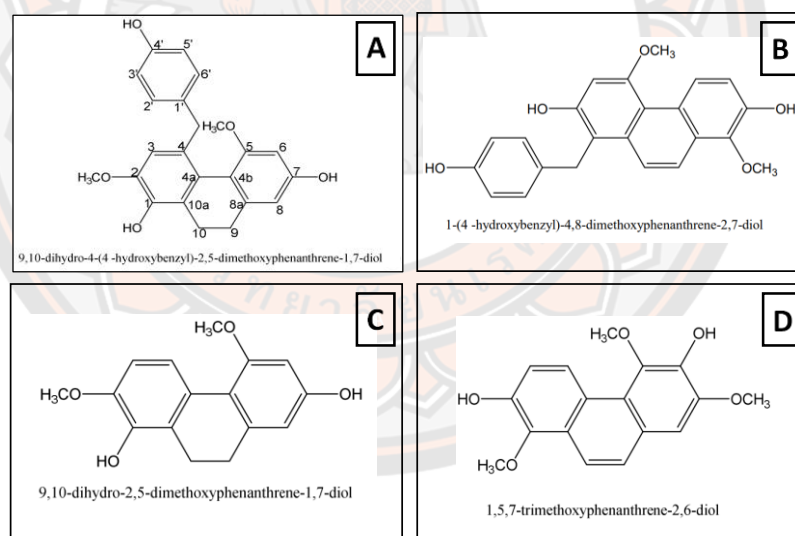 A
HO
4'
3'
5'
2'
6'
1'
H₃CO
3
4
5
6
H₃CO
2
4a
4b
7
OH
1
10a
8a
8
HO
10
9
9,10-dihydro-4-(4 -hydroxybenzyl)-2,5-dimethoxyphenanthrene-1,7-diol
B
OCH₃
HO
OH
HO
OCH₃
1-(4 -hydroxybenzyl)-4,8-dimethoxyphenanthrene-2,7-diol
C
H₃CO
H₃CO
OH
HO
9,10-dihydro-2,5-dimethoxyphenanthrene-1,7-diol
D
H₃CO
OH
HO
OCH₃
H₃CO
1,5,7-trimethoxyphenanthrene-2,6-diol